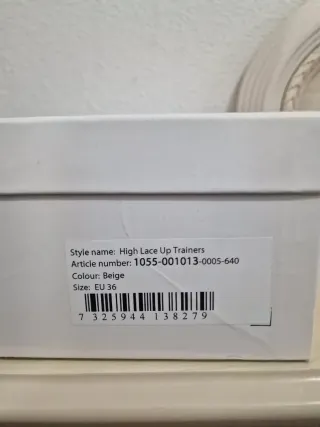 Style name: High Lace Up Trainers
Article number: 1055-001013-0005-640
Colour: Beige
Size: EU 36
7 325944 138279